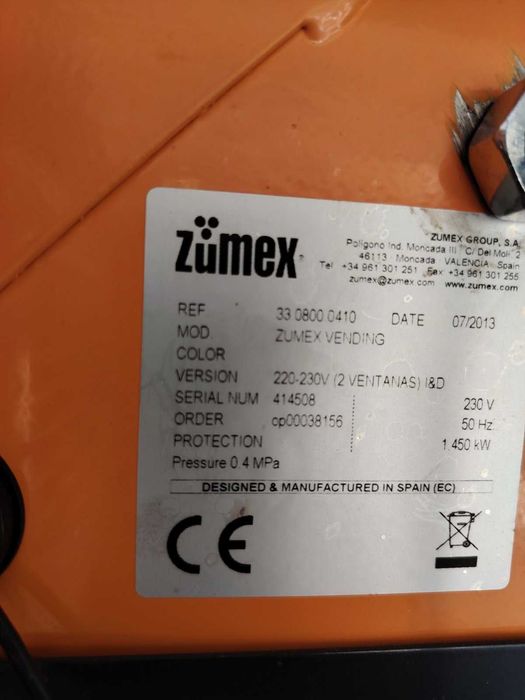 zümex
ZUMEX GROUP, S.A.
Polígono Ind. Moncada III C/ Del Molí 2
46113 Moncada VALENCIA Spain
Tel +34 961 301 251 Fax +34 961 301 255
zumex@zumex.com www.zumex.com
REF 33 0800 0410 DATE 07/2013
MOD. ZUMEX VENDING
COLOR
VERSION 220-230V (2 VENTANAS) I&D
SERIAL NUM 414508 230 V
ORDER op00038156 50 Hz
PROTECTION 1.450 kW
Pressure 0.4 MPa
DESIGNED & MANUFACTURED IN SPAIN (EC)
CE